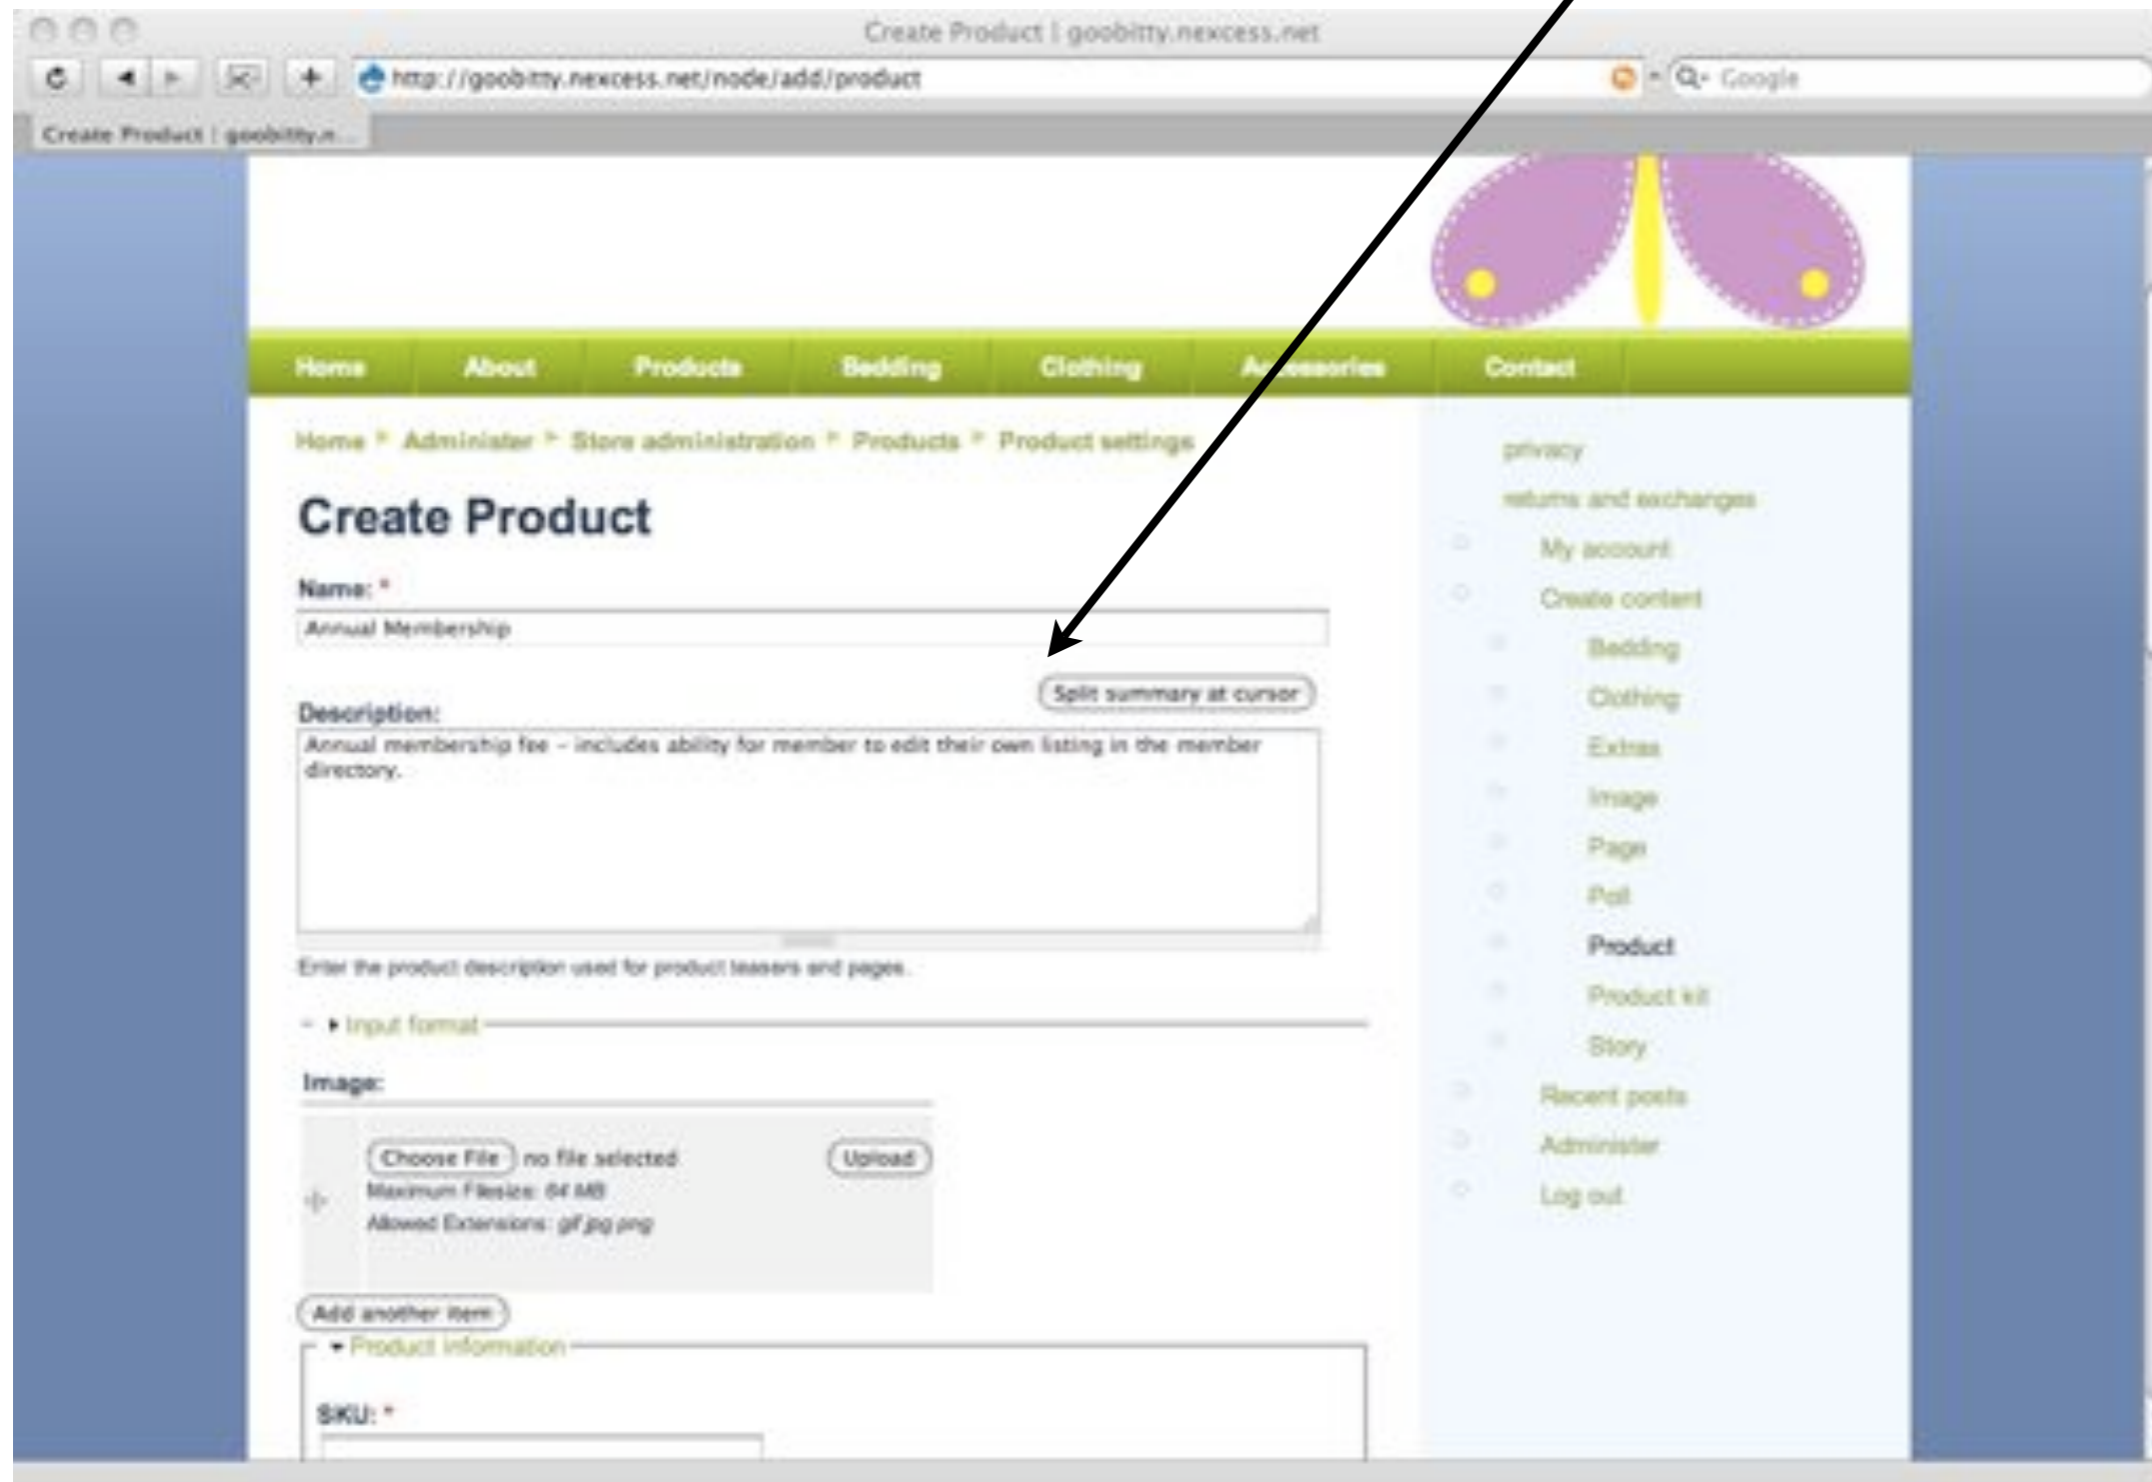 Create Product | goobitty.nexcess.net
http://goobitty.nexcess.net/node/add/product
Google
Create Product | goobitty.n...
Home About Products Bedding Clothing Accessories Contact
Home Administer Store administration Products Product settings
Create Product
Name: *
Annual Membership
Split summary at cursor
Description:
Annual membership fee – includes ability for member to edit their own listing in the member
directory.
Enter the product description used for product teasers and pages.
Input format
Image:
Choose File no file selected
Upload
Maximum Filesize: 64 MB
Allowed Extensions: gif jpg png
Add another item
Product information
SKU: *
privacy
returns and exchanges
My account
Create content
Bedding
Clothing
Extras
Image
Page
Poll
Product
Product kit
Story
Recent posts
Administer
Log out